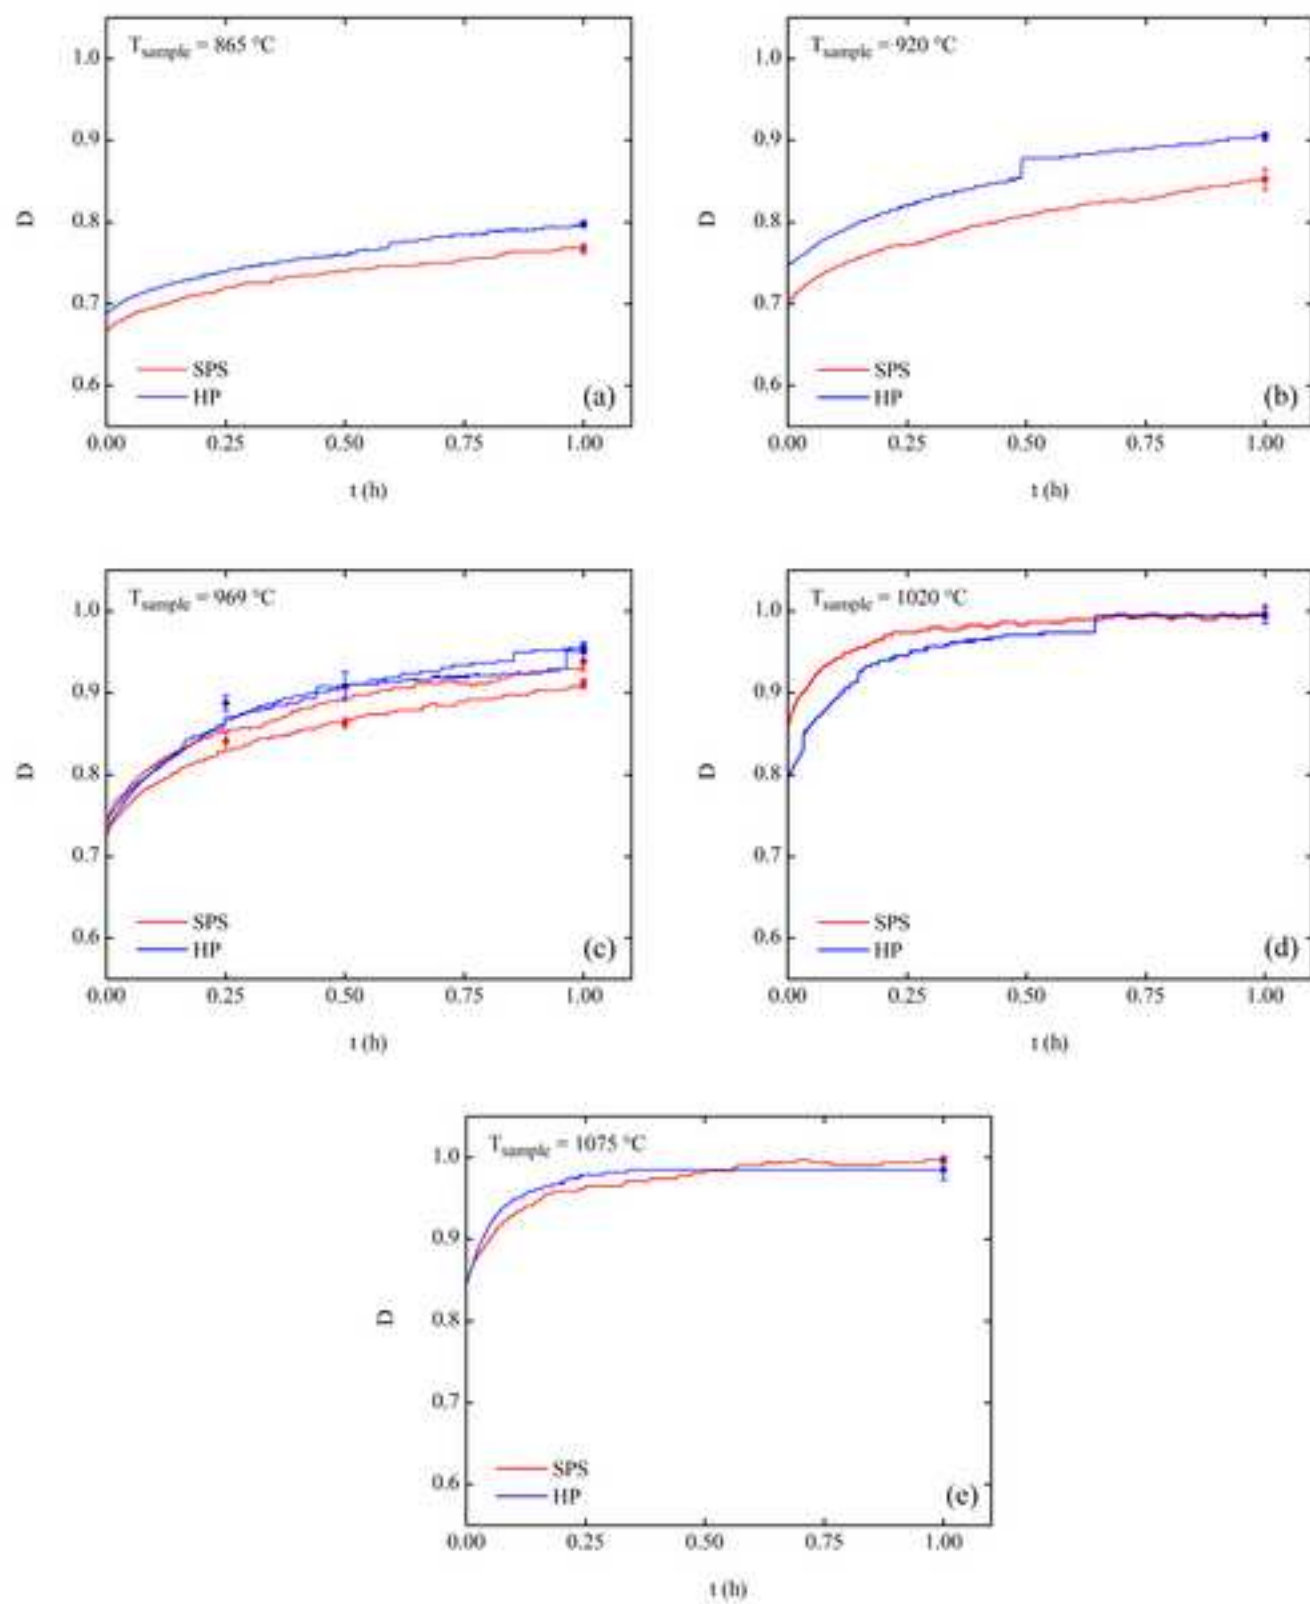 T_sample = 865 °C
1.0
0.9
D
0.8
0.7
SPS
0.6
HP
(a)
0.00 0.25 0.50 0.75 1.00
t (h)
T_sample = 920 °C
1.0
0.9
D
0.8
0.7
SPS
0.6
HP
(b)
0.00 0.25 0.50 0.75 1.00
t (h)
T_sample = 969 °C
1.0
0.9
D
0.8
0.7
SPS
0.6
HP
(c)
0.00 0.25 0.50 0.75 1.00
t (h)
T_sample = 1020 °C
1.0
0.9
D
0.8
0.7
SPS
0.6
HP
(d)
0.00 0.25 0.50 0.75 1.00
t (h)
T_sample = 1075 °C
1.0
0.9
D
0.8
0.7
SPS
0.6
HP
(e)
0.00 0.25 0.50 0.75 1.00
t (h)